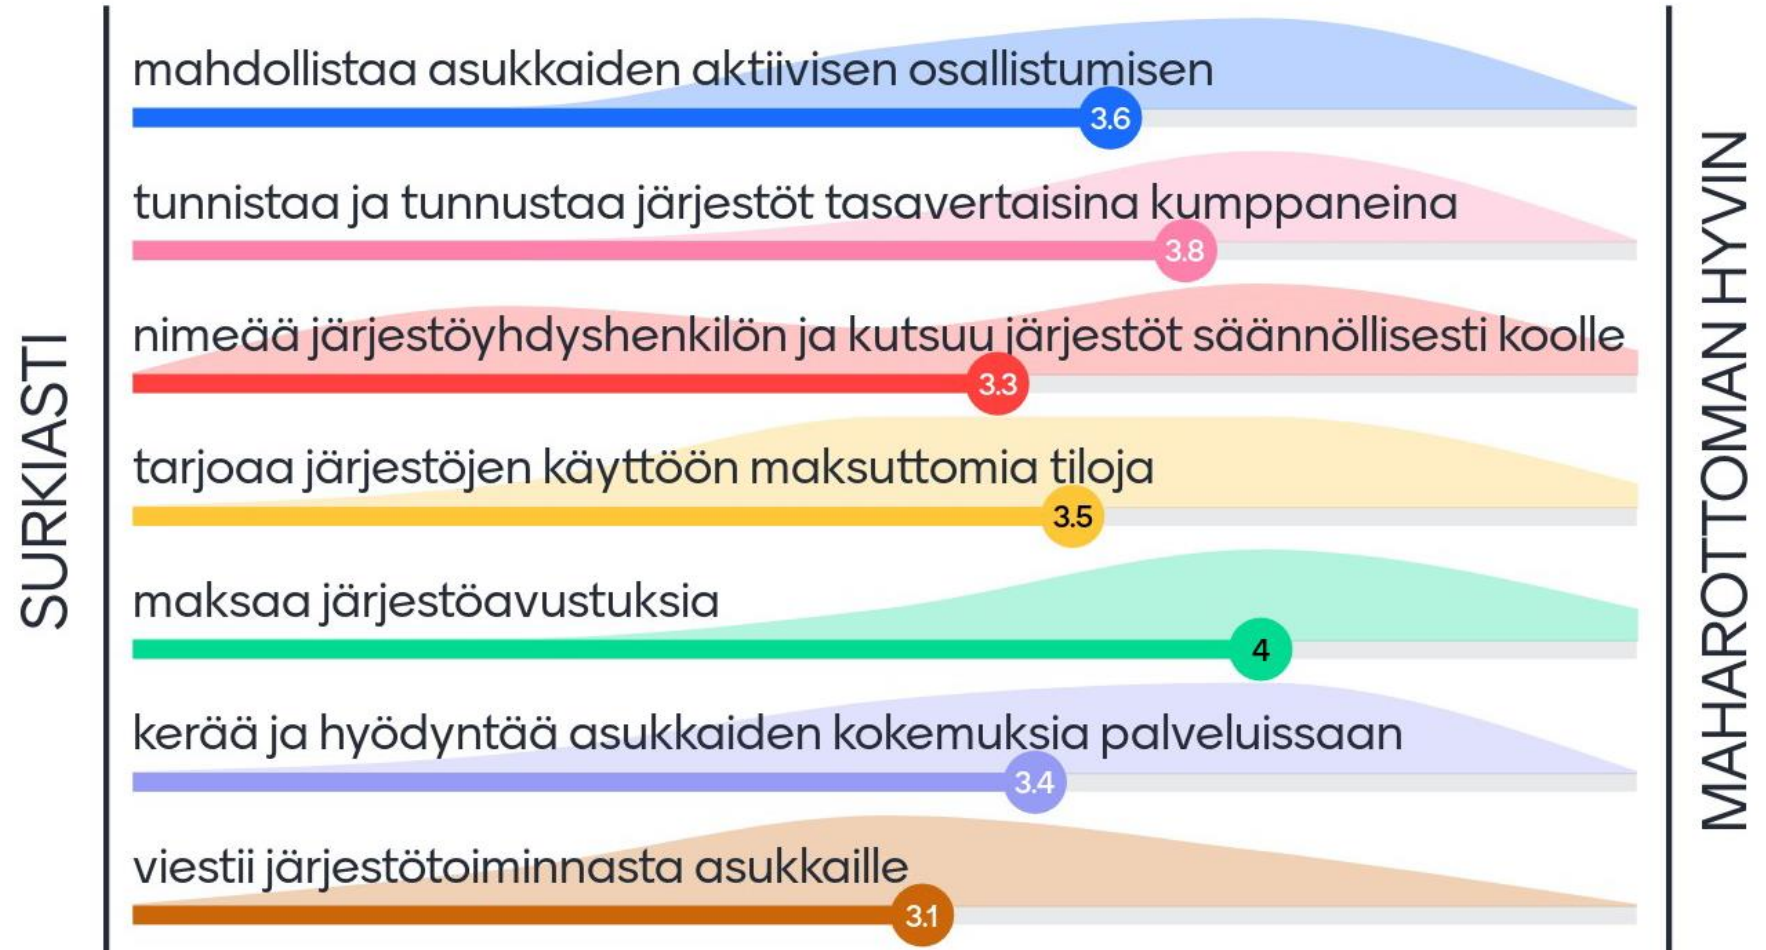 SURKIASTI
mahdollistaa asukkaiden aktiivisen osallistumisen
3.6
tunnistaa ja tunnustaa järjestöt tasavertaisina kumppaneina
3.8
nimeää järjestöyhdyshenkilön ja kutsuu järjestöt säännöllisesti koolle
3.3
tarjoaa järjestöjen käyttöön maksuttomia tiloja
3.5
maksaa järjestöavustuksia
4
kerää ja hyödyntää asukkaiden kokemuksia palveluissaan
3.4
viestii järjestötoiminnasta asukkaille
3.1
MAHAROTTOMAN HYVIN